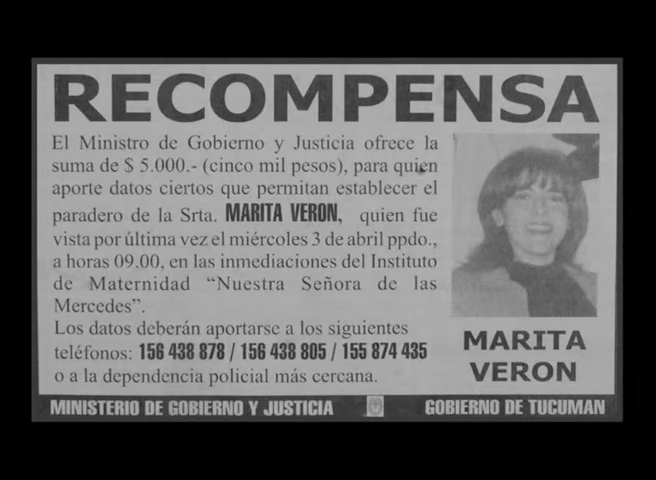 RECOMPENSA
El Ministro de Gobierno y Justicia ofrece la
suma de $ 5.000.- (cinco mil pesos), para quien
aporte datos ciertos que permitan establecer el
paradero de la Srta. MARITA VERON, quien fue
vista por última vez el miércoles 3 de abril ppdo.,
a horas 09.00, en las inmediaciones del Instituto
de Maternidad “Nuestra Señora de las
Mercedes”.
Los datos deberán aportarse a los siguientes
teléfonos: 156 438 878 / 156 438 805 / 155 874 435
o a la dependencia policial más cercana.
MARITA
VERON
MINISTERIO DE GOBIERNO Y JUSTICIA GOBIERNO DE TUCUMAN